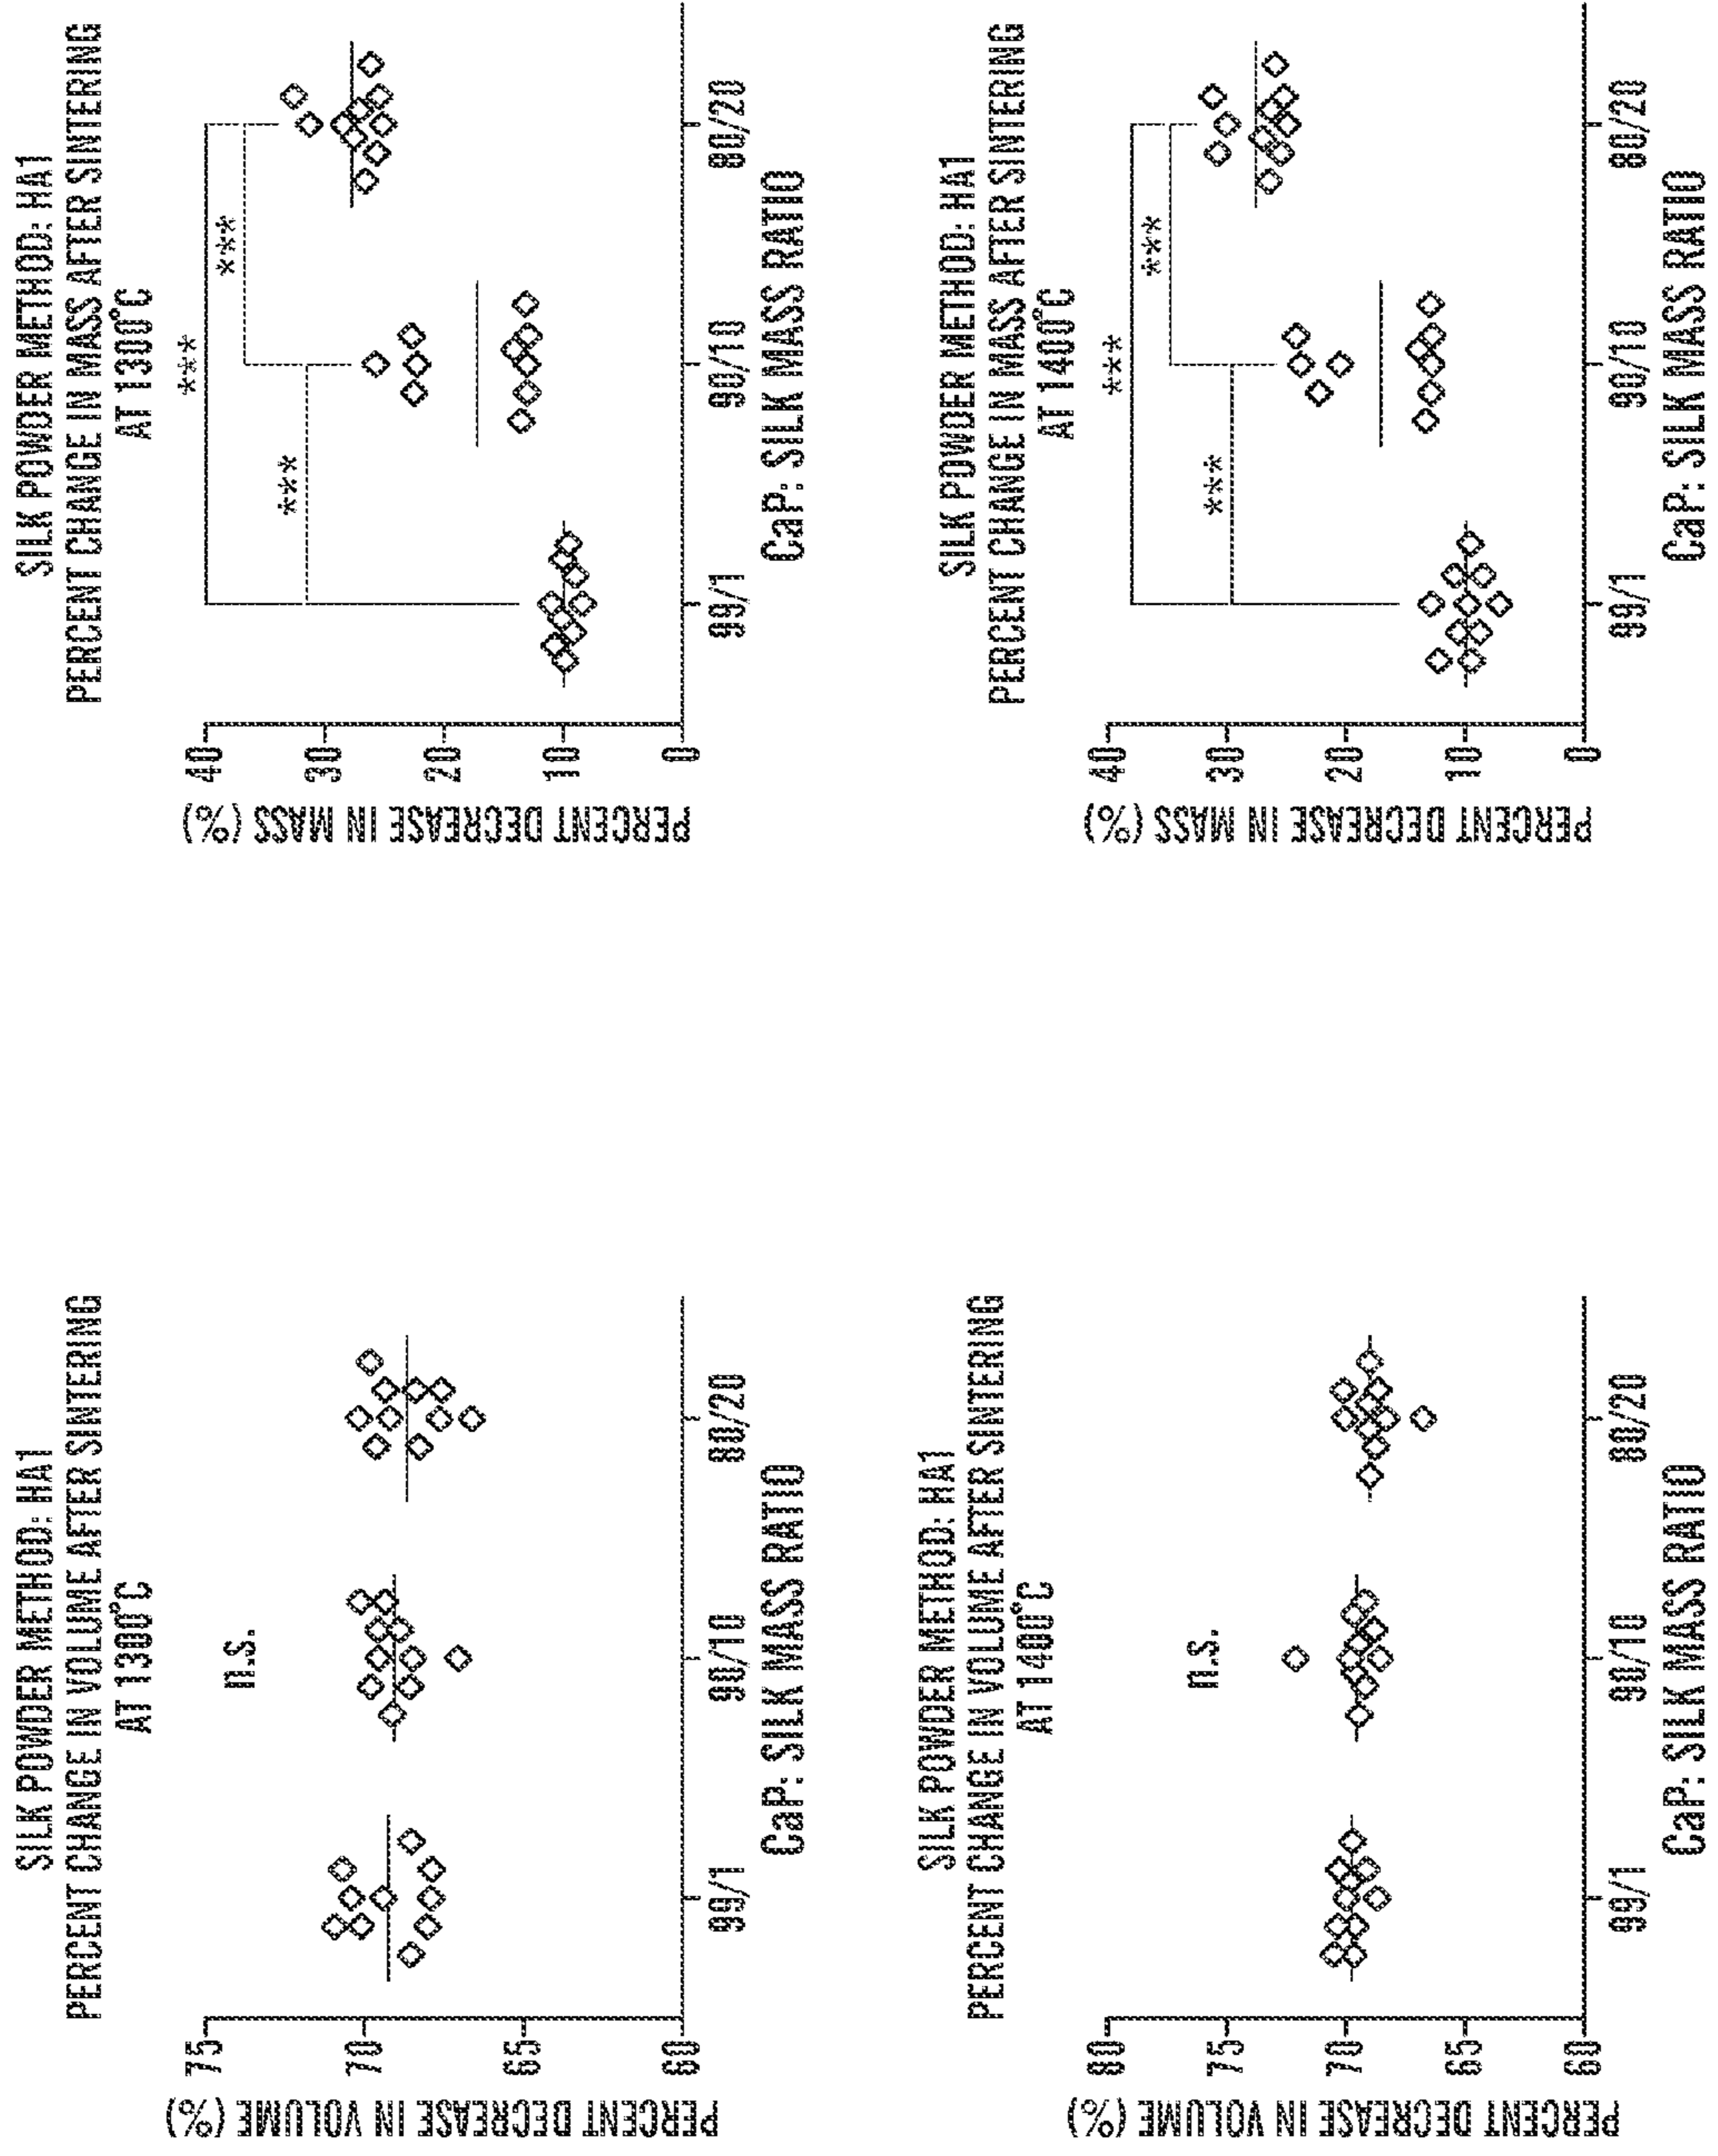 SILK POWDER METHOD: HA1
PERCENT CHANGE IN VOLUME AFTER SINTERING
AT 1300°C
n.s.
PERCENT DECREASE IN VOLUME (%)
75
70
65
60
99/1
90/10
80/20
CaP: SILK MASS RATIO
SILK POWDER METHOD: HA1
PERCENT CHANGE IN MASS AFTER SINTERING
AT 1300°C
***
***
***
PERCENT DECREASE IN MASS (%)
40
30
20
10
0
99/1
90/10
80/20
CaP: SILK MASS RATIO
SILK POWDER METHOD: HA1
PERCENT CHANGE IN VOLUME AFTER SINTERING
AT 1400°C
n.s.
PERCENT DECREASE IN VOLUME (%)
80
75
70
65
60
99/1
90/10
80/20
CaP: SILK MASS RATIO
SILK POWDER METHOD: HA1
PERCENT CHANGE IN MASS AFTER SINTERING
AT 1400°C
***
***
***
PERCENT DECREASE IN MASS (%)
40
30
20
10
0
99/1
90/10
80/20
CaP: SILK MASS RATIO